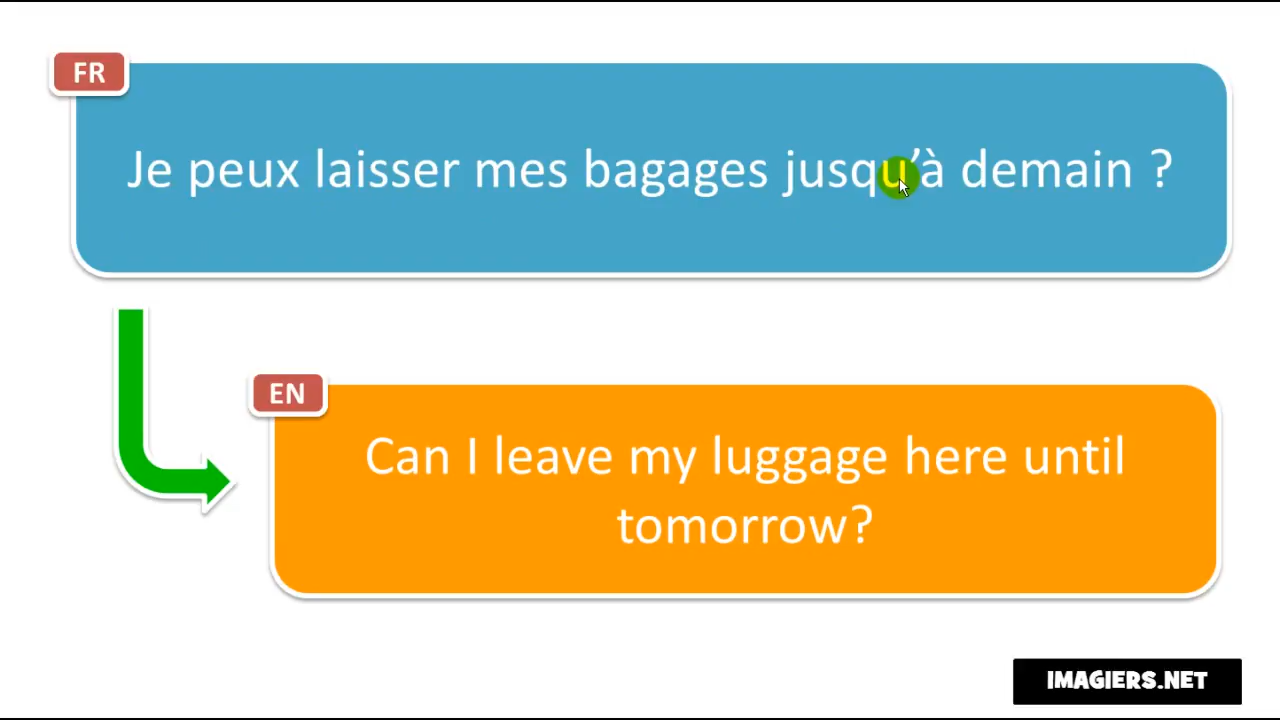 FR
Je peux laisser mes bagages jusqu’à demain ?
EN
Can I leave my luggage here until
tomorrow?
IMAGIERS.NET